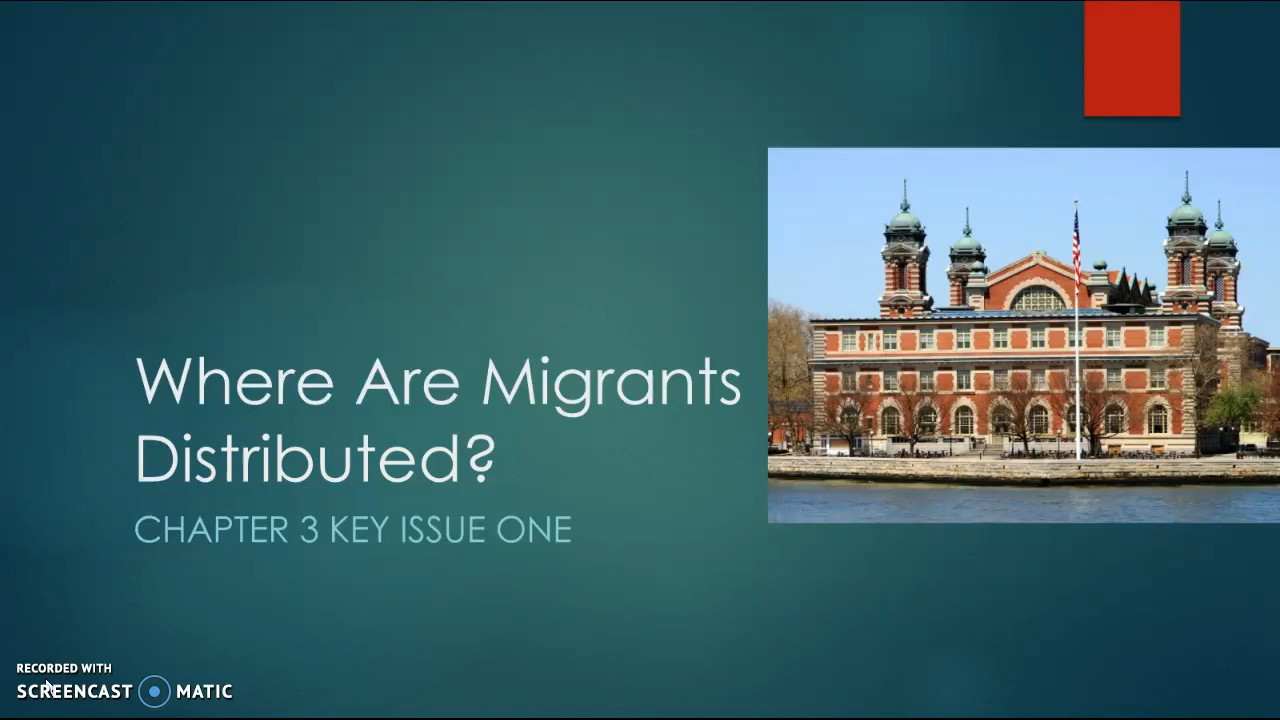 Where Are Migrants
Distributed?
CHAPTER 3 KEY ISSUE ONE
RECORDED WITH
SCREENCAST MATIC